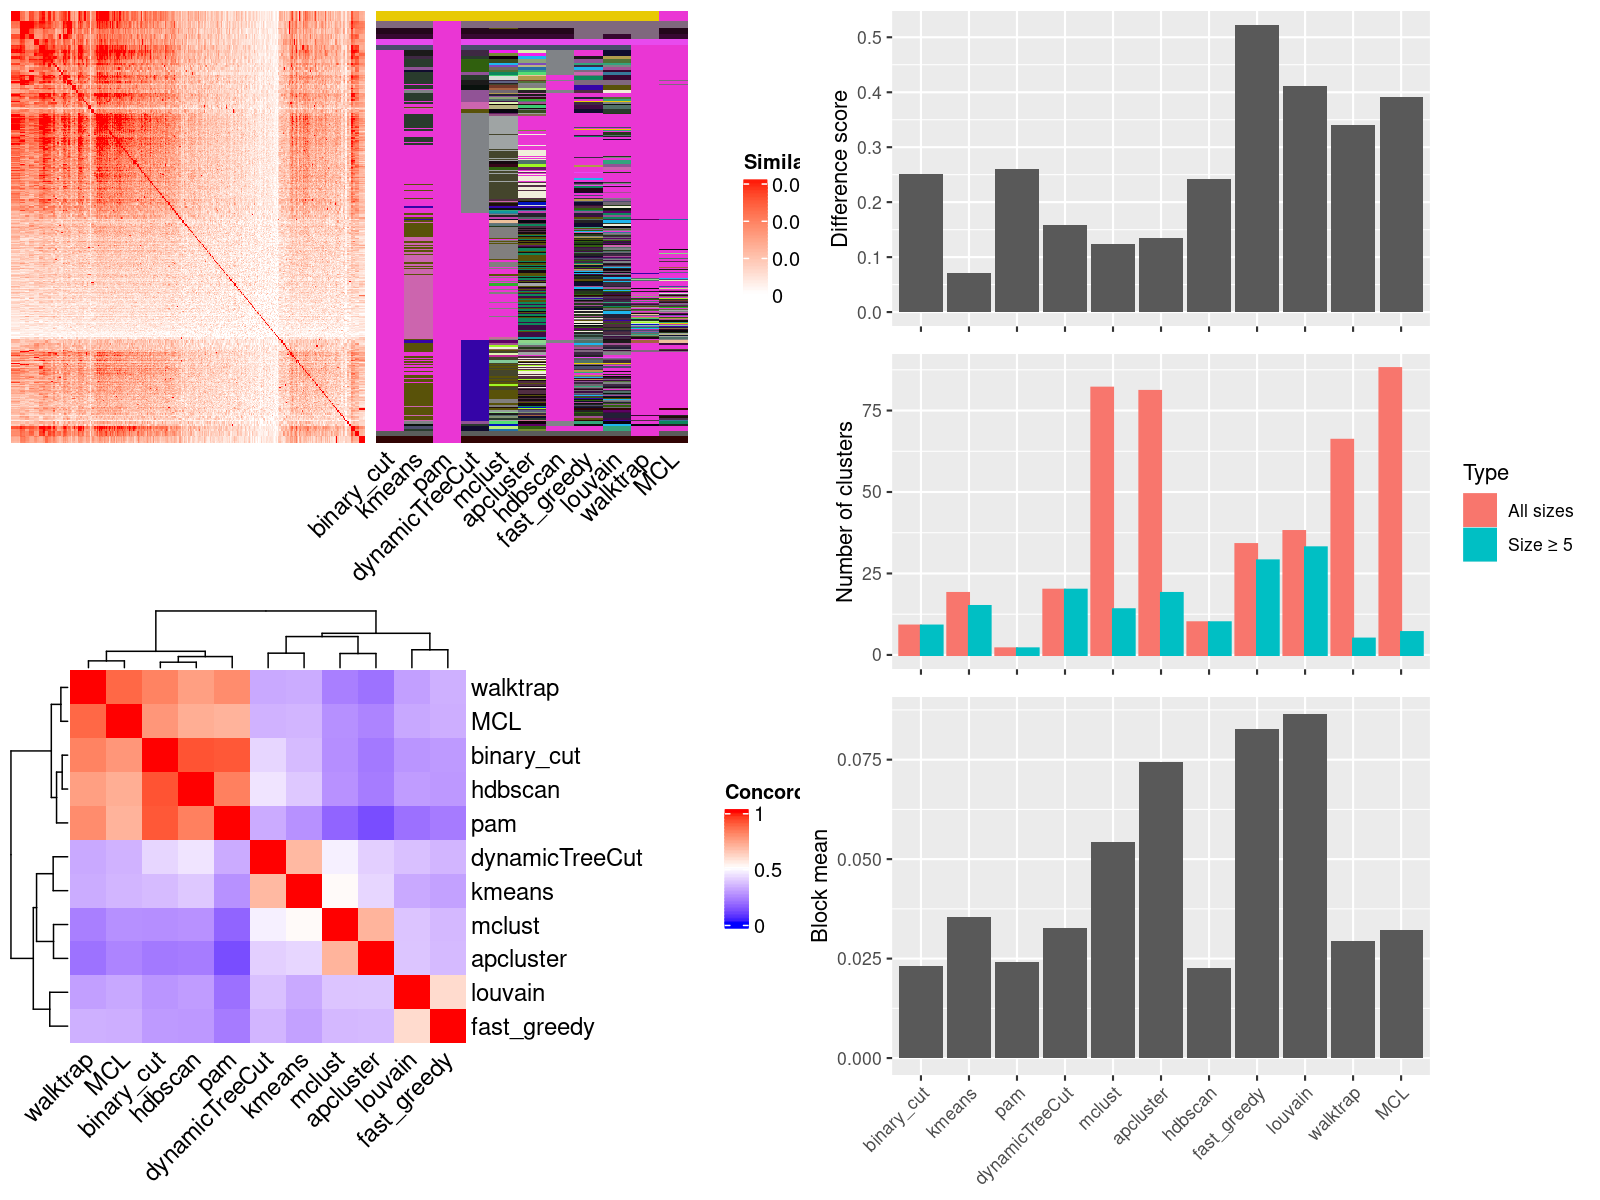 Simila
0.0
0.0
0.0
0
binary_cut
kmeans
pam
dynamicTreeCut
mclust
apcluster
hdbscan
fast_greedy
louvain
walktrap
MCL
walktrap
MCL
binary_cut
hdbscan
pam
dynamicTreeCut
kmeans
mclust
apcluster
louvain
fast_greedy
walktrap
MCL
binary_cut
hdbscan
pam
dynamicTreeCut
kmeans
mclust
apcluster
louvain
fast_greedy
Concord
1
0.5
0
Difference score
0.5
0.4
0.3
0.2
0.1
0.0
Number of clusters
75
50
25
0
Type
All sizes
Size ≥ 5
Block mean
0.075
0.050
0.025
0.000
binary_cut
kmeans
pam
dynamicTreeCut
mclust
apcluster
hdbscan
fast_greedy
louvain
walktrap
MCL